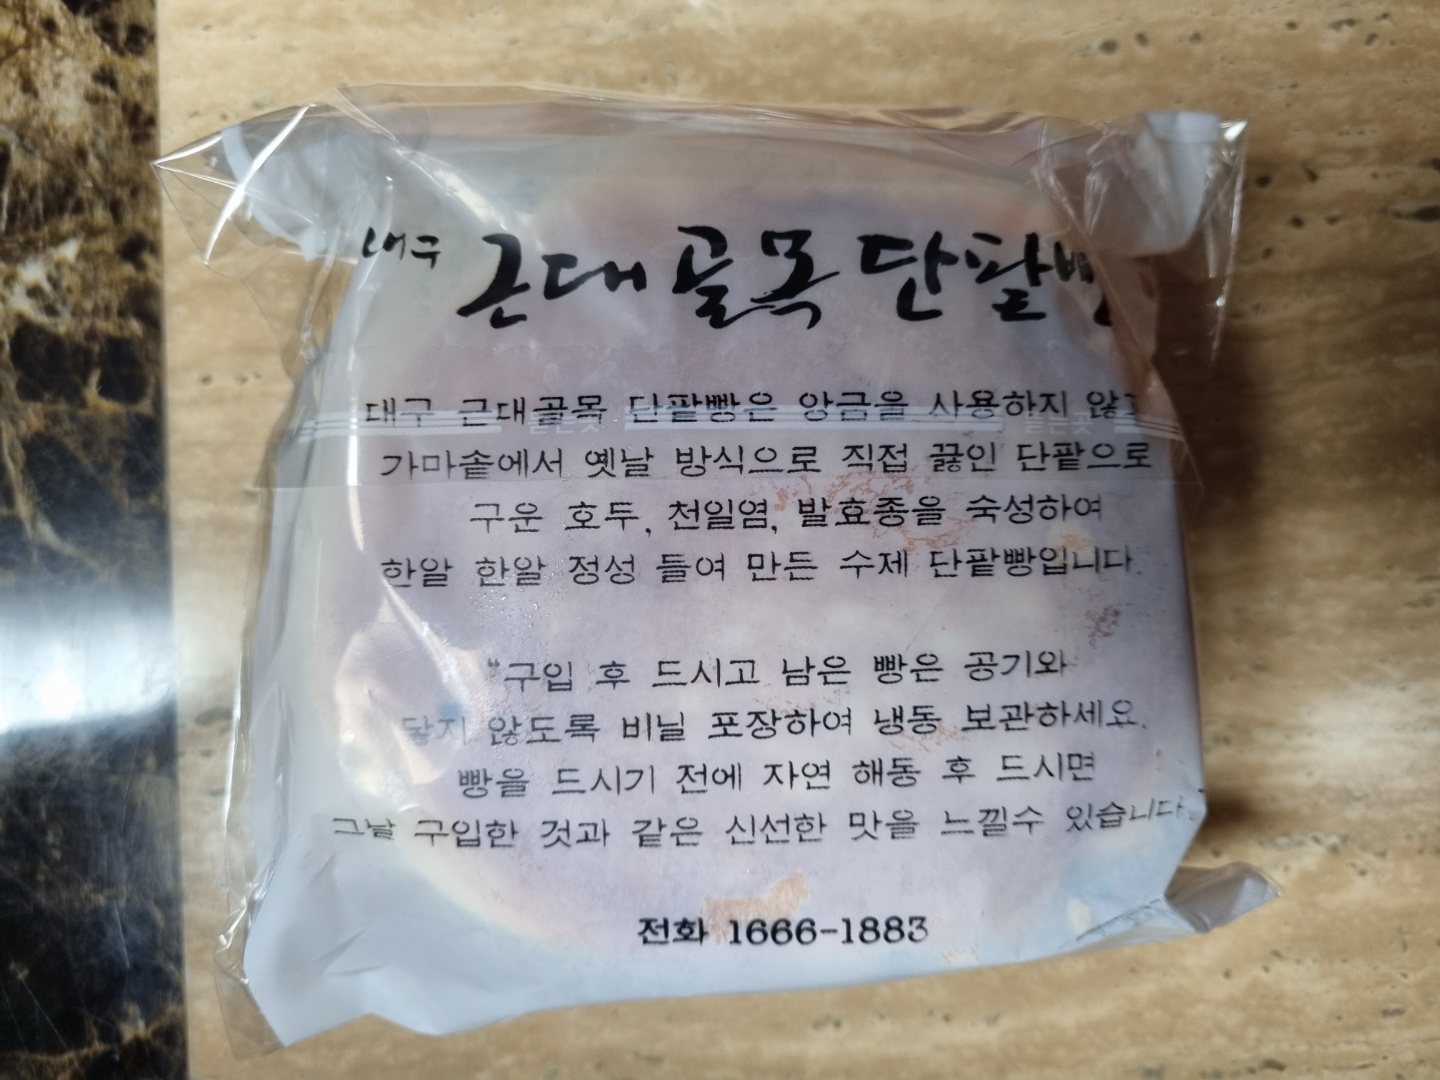 대구 근대골목단팥빵
대구 근대골목 단팥빵은 앙금을 사용하지 않고
가마솥에서 옛날 방식으로 직접 끓인 단팥으로
구운 호두, 천일염, 발효종을 숙성하여
한알 한알 정성 들여 만든 수제 단팥빵입니다.
"구입 후 드시고 남은 빵은 공기와
닿지 않도록 비닐 포장하여 냉동 보관하세요.
빵을 드시기 전에 자연 해동 후 드시면
그날 구입한 것과 같은 신선한 맛을 느낄수 있습니다.
전화 1666-1883